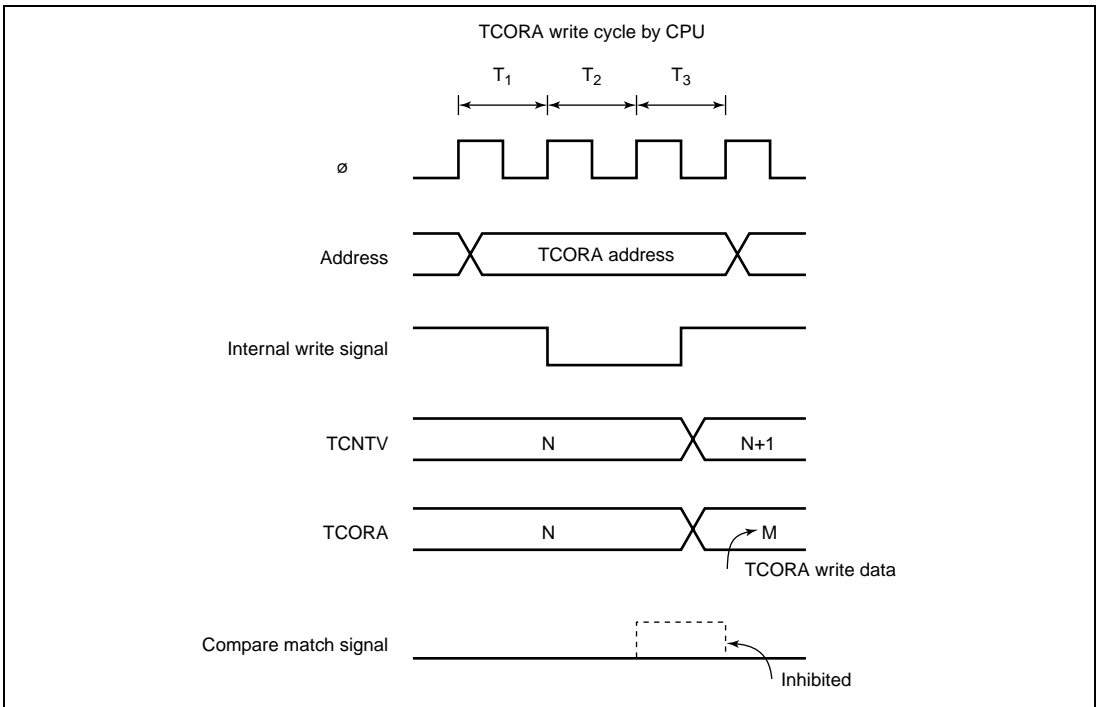 TCORA write cycle by CPU
T1 T2 T3
ø
Address TCORA address
Internal write signal
TCNTV N N+1
TCORA N M
TCORA write data
Compare match signal
Inhibited